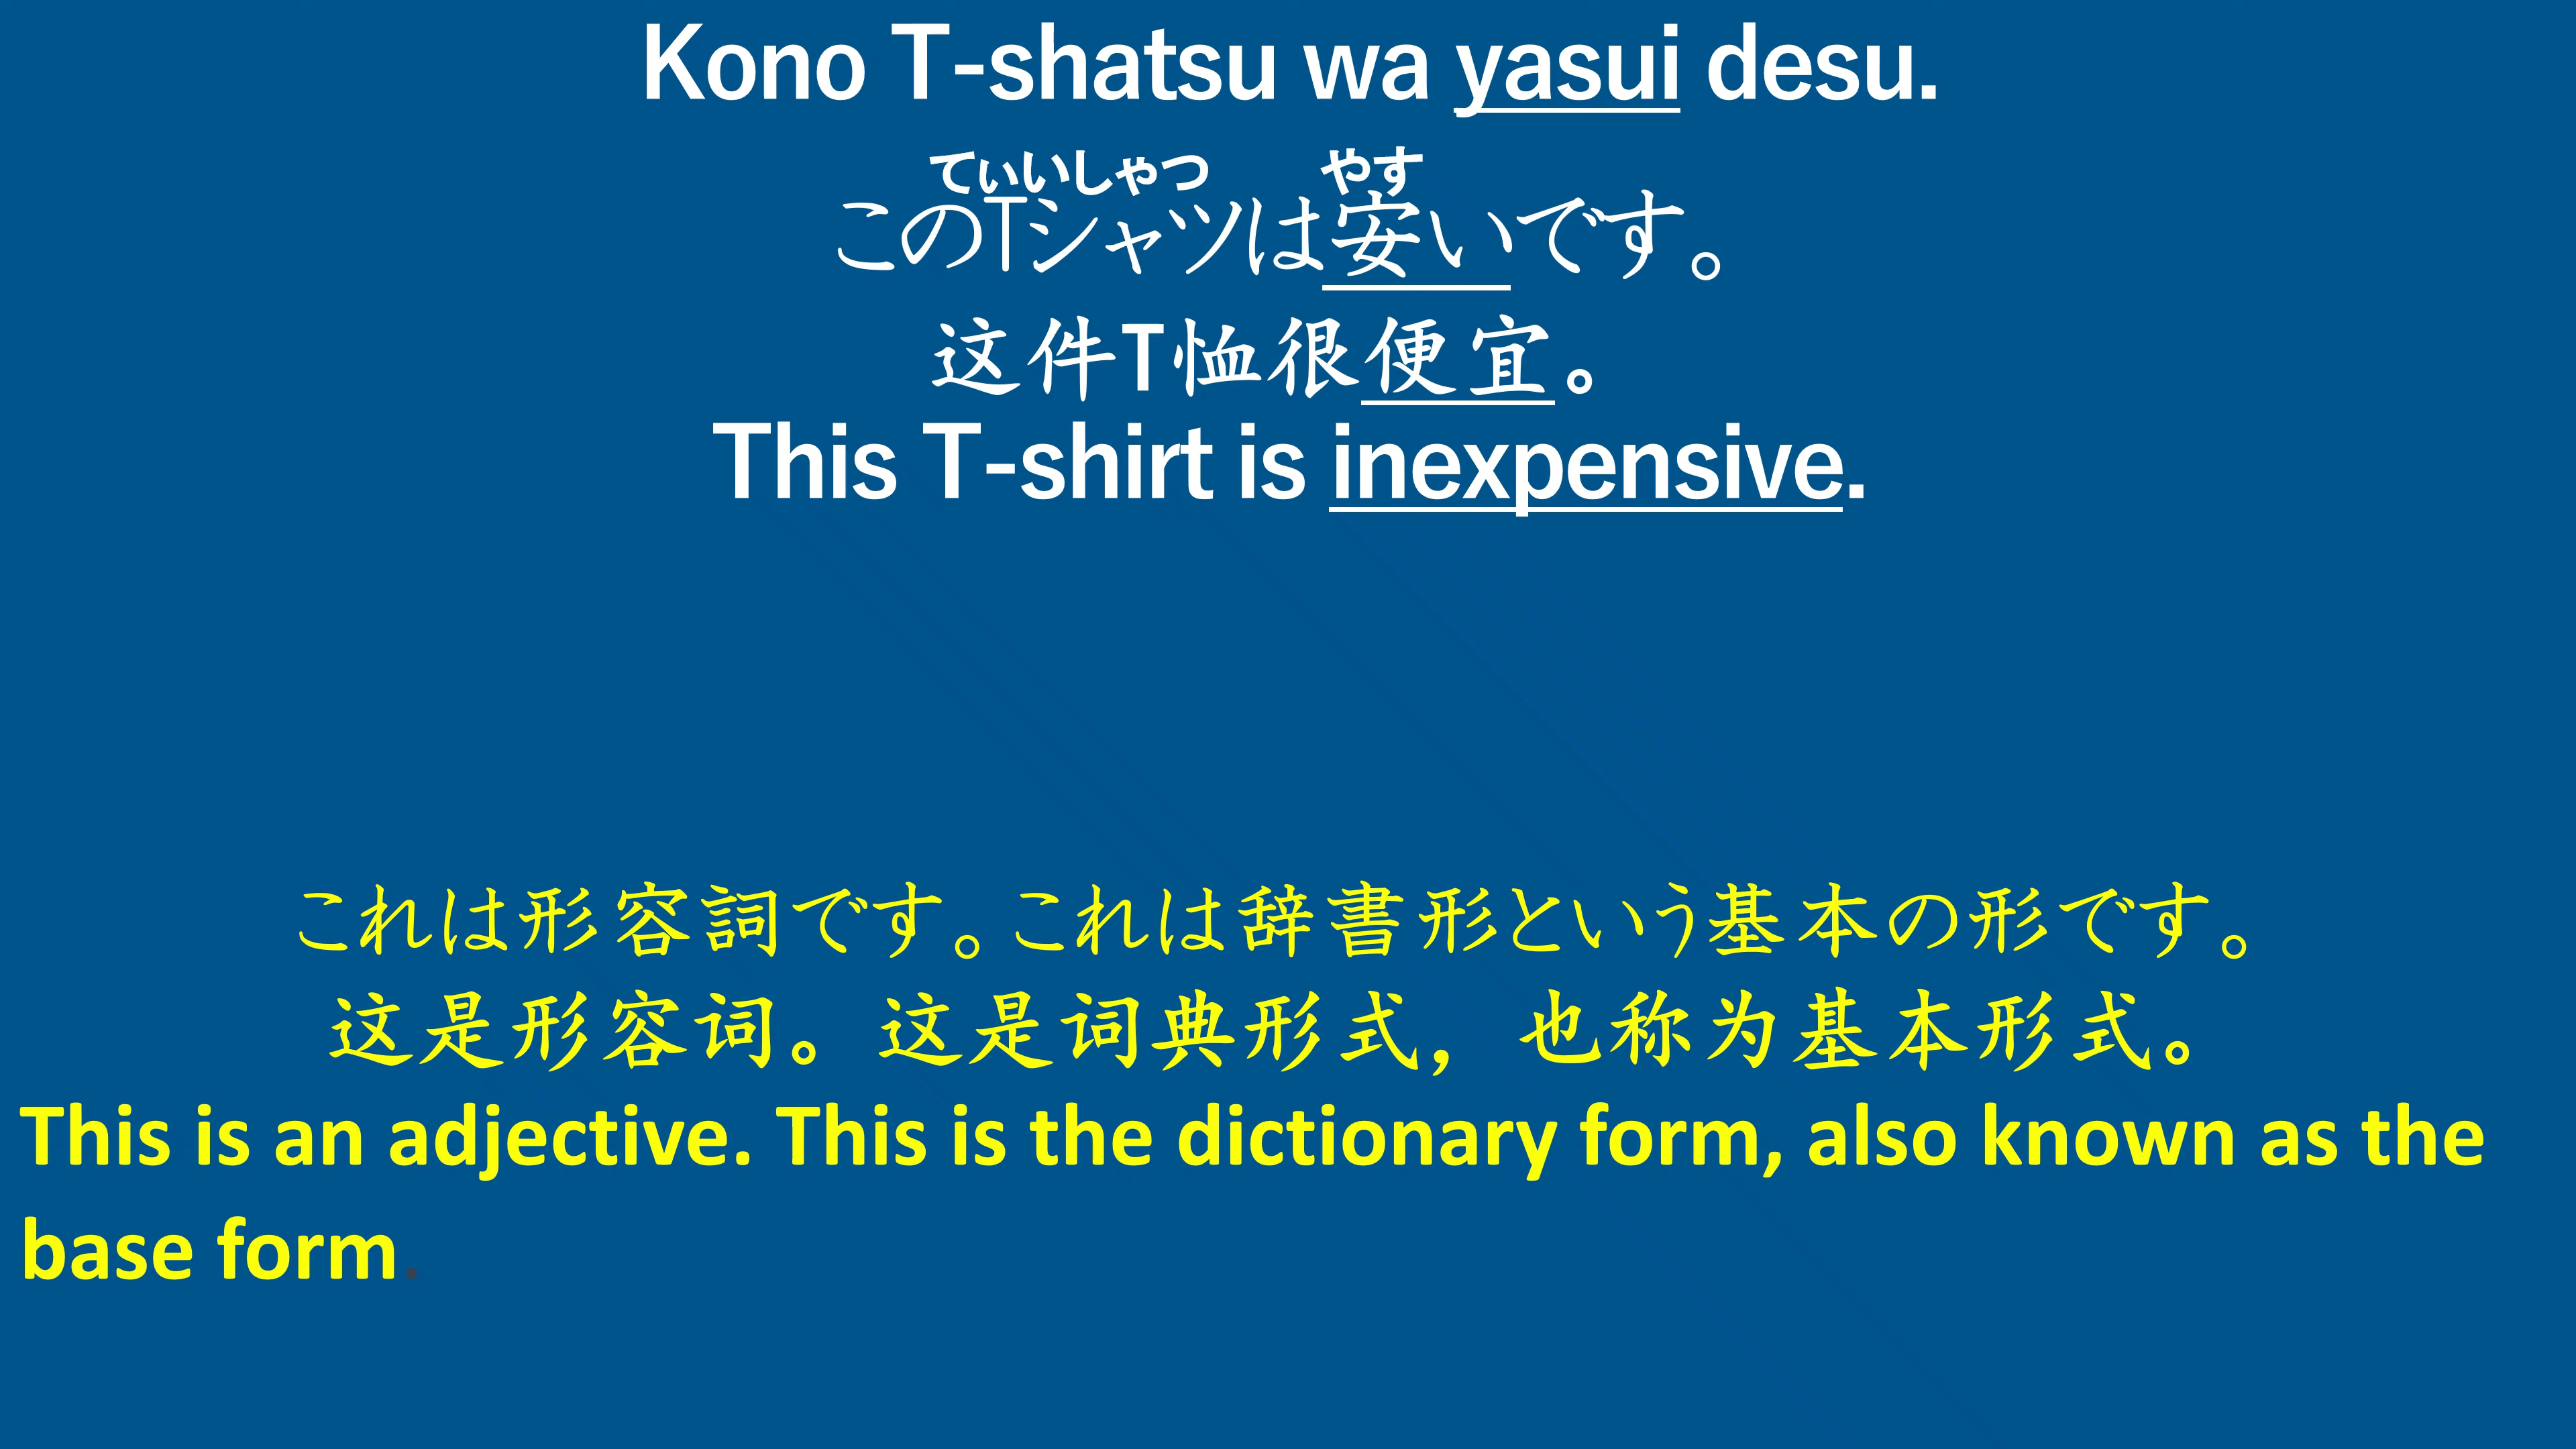 Kono T-shatsu wa yasui desu.
てぃいしゃつ やす
このTシャツは安いです。
这件T恤很便宜。
This T-shirt is inexpensive.
これは形容詞です。これは辞書形という基本の形です。
这是形容词。这是词典形式，也称为基本形式。
This is an adjective. This is the dictionary form, also known as the
base form.